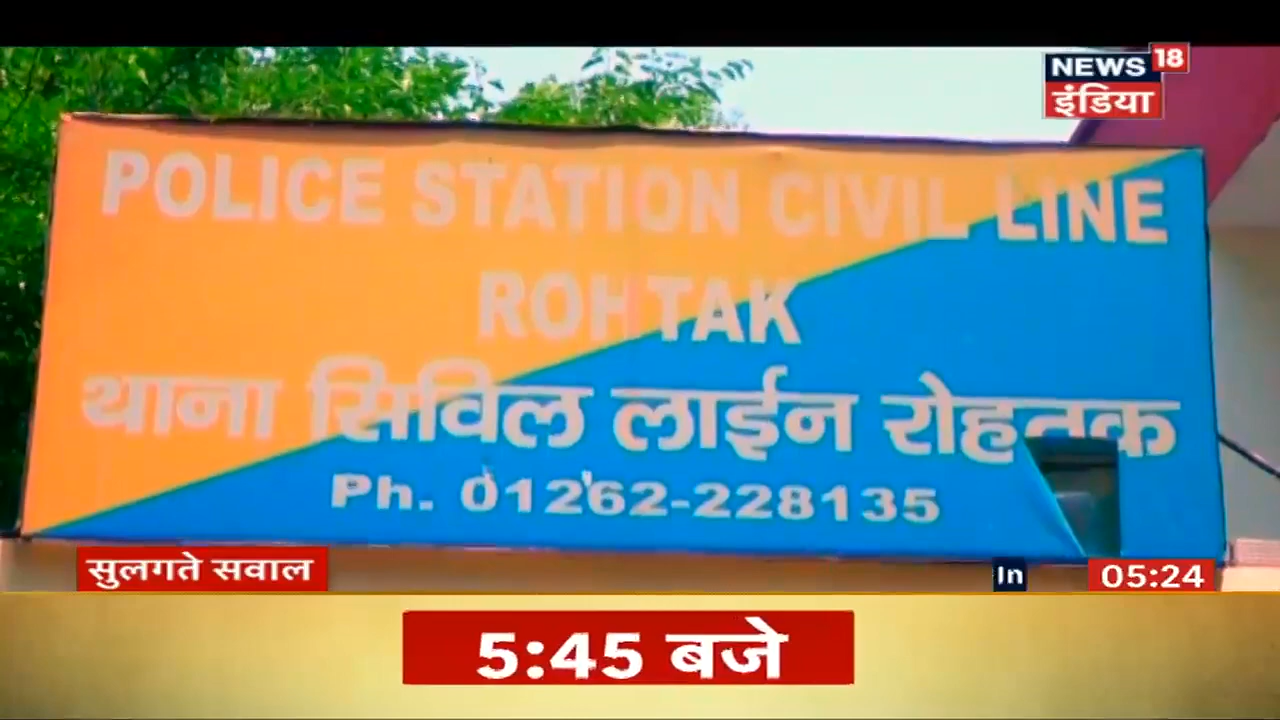 NEWS 18
इंडिया
POLICE STATION CIVIL LINE
ROHTAK
थाना सिविल लाईन रोहतक
Ph. 01262-228135
सुलगते सवाल
In
05:24
5:45 बजे